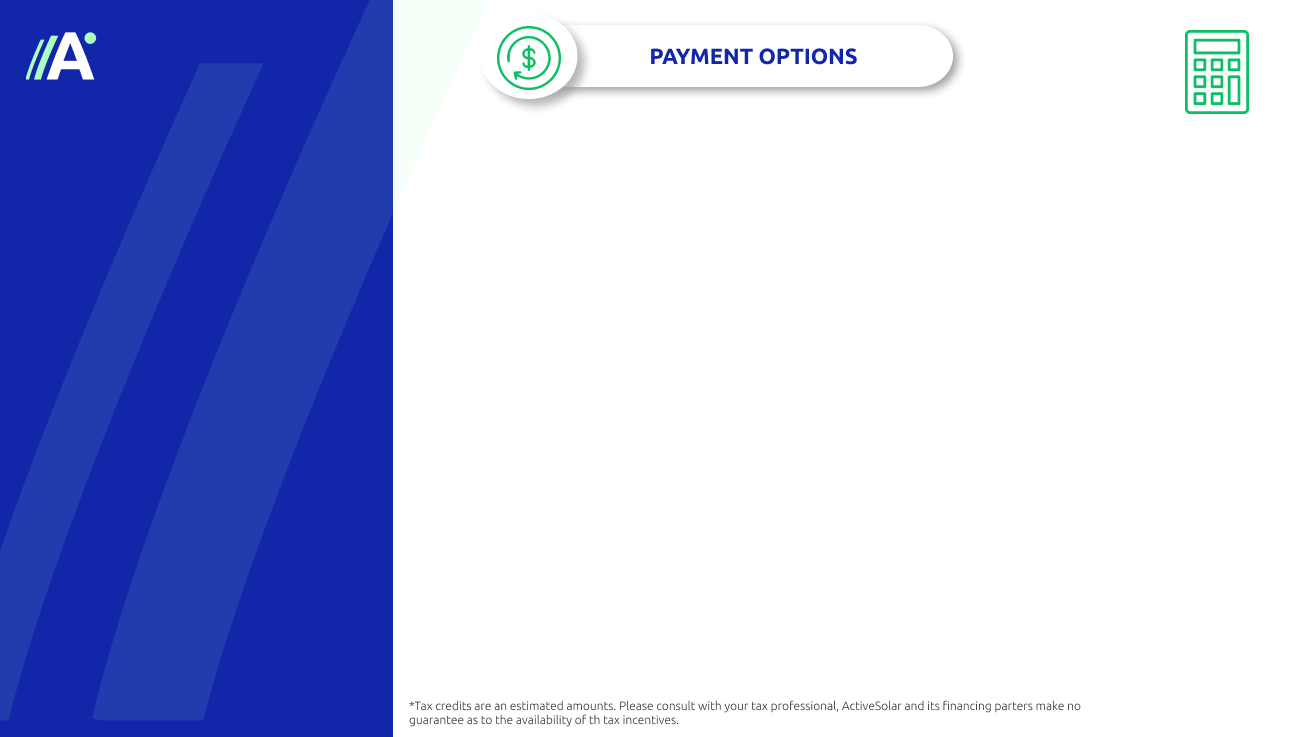 A
PAYMENT OPTIONS
*Tax credits are an estimated amounts. Please consult with your tax professional, ActiveSolar and its financing parters make no
guarantee as to the availability of th tax incentives.